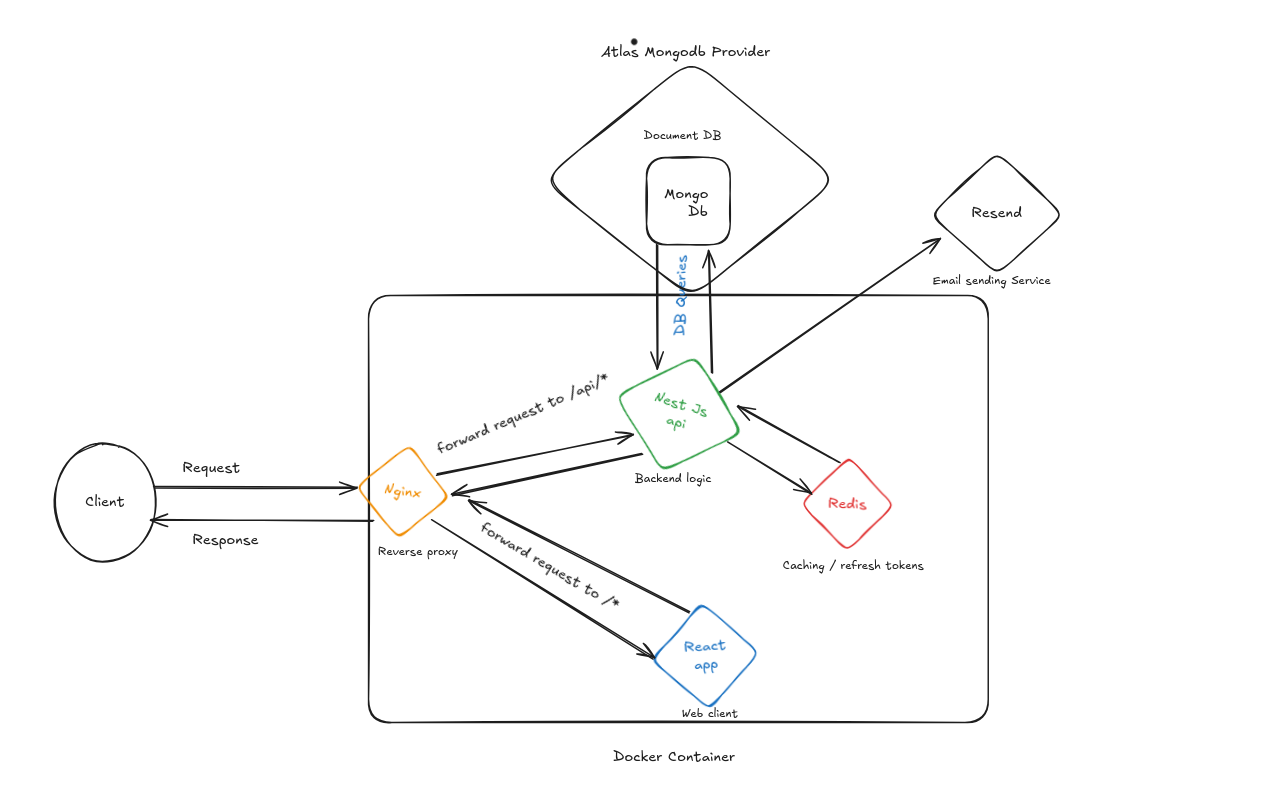 Atlas Mongodb Provider
Document DB
Mongo
Db
Resend
Email sending Service
DB Queries
forward request to /api/*
Nest Js
api
Backend logic
Request
Client
Nginx
Redis
Response
Reverse proxy
forward request to /*
Caching / refresh tokens
React
app
Web client
Docker Container